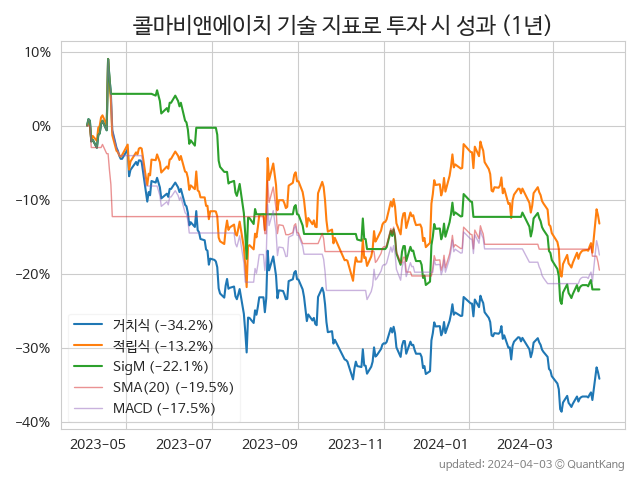 콜마비앤에이치 기술 지표로 투자 시 성과 (1년)
10%
0%
−10%
−20%
−30%
−40%
거치식 (−34.2%)
적립식 (−13.2%)
SigM (−22.1%)
SMA(20) (−19.5%)
MACD (−17.5%)
2023-05 2023-07 2023-09 2023-11 2024-01 2024-03
updated: 2024-04-03 © QuantKang